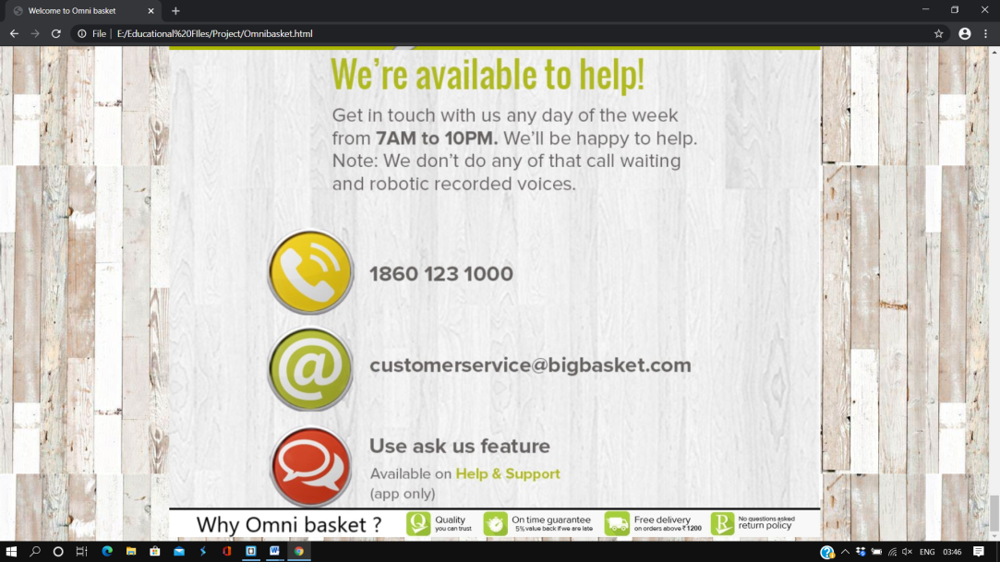 Welcome to Omni basket
File | E:/Educational%20FIles/Project/Omnibasket.html
We're available to help!
Get in touch with us any day of the week
from 7AM to 10PM. We'll be happy to help.
Note: We don't do any of that call waiting
and robotic recorded voices.
1860 123 1000
customerservice@bigbasket.com
Use ask us feature
Available on Help & Support
(app only)
Why Omni basket ?
Quality
you can trust
On time guarantee
5% value back if we are late
Free delivery
on orders above ₹1200
No questions asked
return policy
ENG 03:46